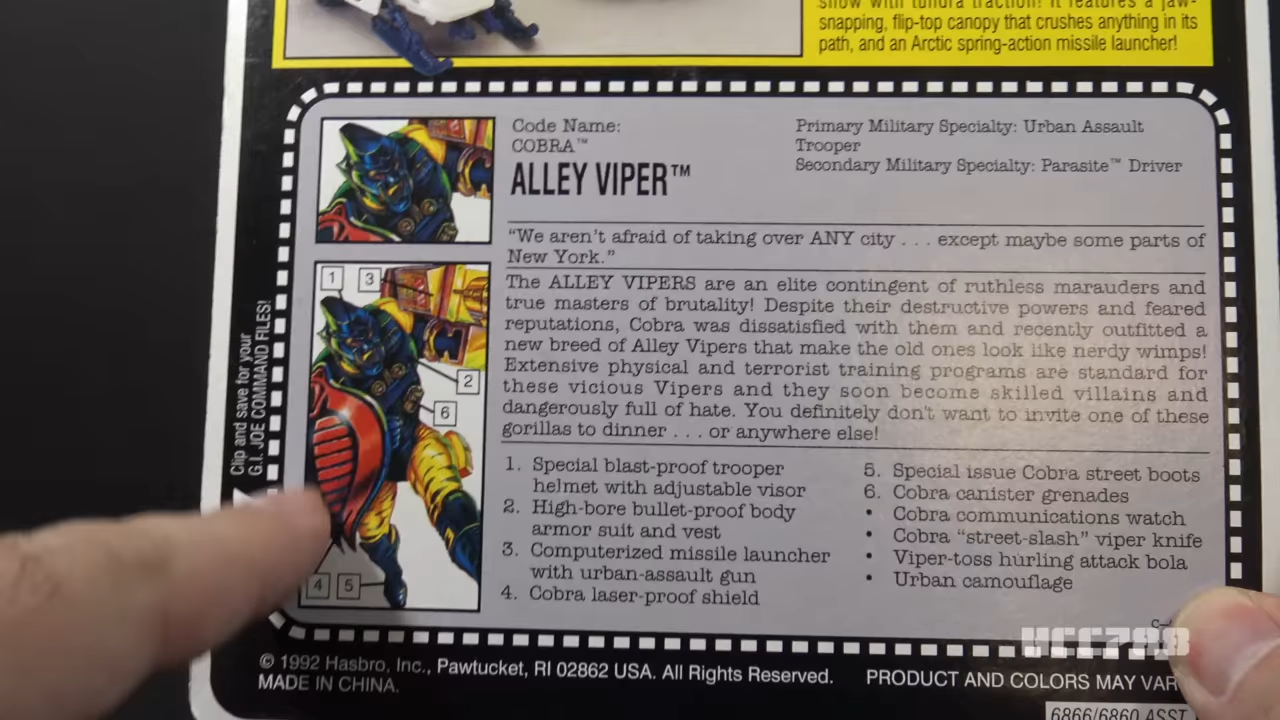 snow with tundra traction! It features a jaw-
snapping, flip-top canopy that crushes anything in its
path, and an Arctic spring-action missile launcher!
Code Name:
COBRA™
ALLEY VIPER™
Primary Military Specialty: Urban Assault
Trooper
Secondary Military Specialty: Parasite™ Driver
"We aren't afraid of taking over ANY city . . . except maybe some parts of
New York."
The ALLEY VIPERS are an elite contingent of ruthless marauders and
true masters of brutality! Despite their destructive powers and feared
reputations, Cobra was dissatisfied with them and recently outfitted a
new breed of Alley Vipers that make the old ones look like nerdy wimps!
Extensive physical and terrorist training programs are standard for
these vicious Vipers and they soon become skilled villains and
dangerously full of hate. You definitely don't want to invite one of these
gorillas to dinner . . . or anywhere else!
1 3
2
6
4 5
1. Special blast-proof trooper
helmet with adjustable visor
2. High-bore bullet-proof body
armor suit and vest
3. Computerized missile launcher
with urban-assault gun
4. Cobra laser-proof shield
5. Special issue Cobra street boots
6. Cobra canister grenades
• Cobra communications watch
• Cobra "street-slash" viper knife
• Viper-toss hurling attack bola
• Urban camouflage
Clip and save for your
G.I. JOE COMMAND FILES!
HCC788
© 1992 Hasbro, Inc., Pawtucket, RI 02862 USA. All Rights Reserved.
MADE IN CHINA.
PRODUCT AND COLORS MAY VAR
6866/6860 ASST